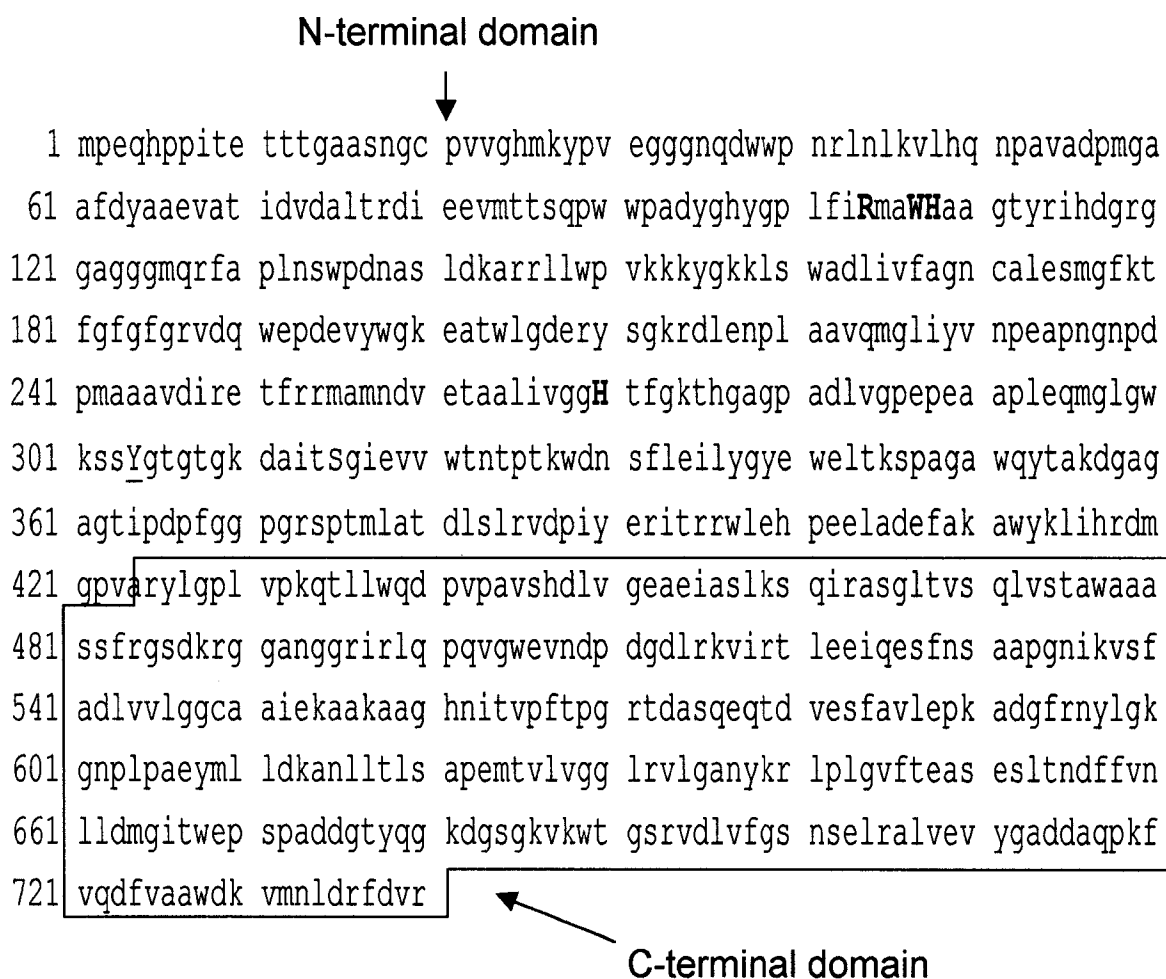 N-terminal domain
1 mpeqhppite tttgaasngc pvvghmkypv egggnqdwwp nrlnlkvlhq npavadpmga
61 afdyaaevat idvdaltrdi eevmttsqpw wpadyghygp lfiRmaWHaa gtyrihdgrg
121 gagggmqrfa plnswpdnas ldkarrllwp vkkkygkkls wadlivfagn calesmgfkt
181 fgfgfgrvdq wepdevywgk eatwlgdery sgkrdlenpl aavqmgliyv npeapngnpd
241 pmaaavdire tfrrmamndv etaalivggH tfgkthgagp adlvgpepea apleqmglgw
301 kssYgtgtgk daitsgievv wtntptkwdn sfleilygye weltkspaga wqytakdgag
361 agtipdpfgg pgrsptmlat dlslrvdpiy eritrrwleh peeladefak awyklihrdm
421 gpvarylgpl vpkqtllwqd pvpavshdlv geaeiaslks qirasgltvs qlvstawaaa
481 ssfrgsdkrg ganggrirlq pqvgwevndp dgdlrkvirt leeiqesfns aapgnikvsf
541 adlvvlggca aiekaakaag hnitvpftpg rtdasqeqtd vesfavlepk adgfrnylgk
601 gnplpaeyml ldkanlltls apemtvlvgg lrvlganykr lplgvfteas esltndffvn
661 lldmgitwep spaddgtyqg kdgsgkvkwt gsrvdlvfgs nselralvev ygaddaqpkf
721 vqdfvaawdk vmnldrfdvr
C-terminal domain